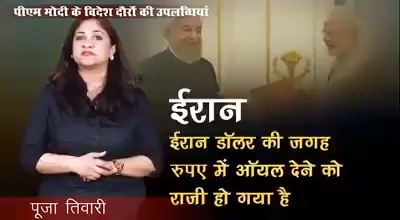 पीएम मोदी के विदेश दौरों की उपलब्धियां
ईरान
ईरान डॉलर की जगह
रुपए में ऑयल देने को
राजी हो गया है
पूजा तिवारी